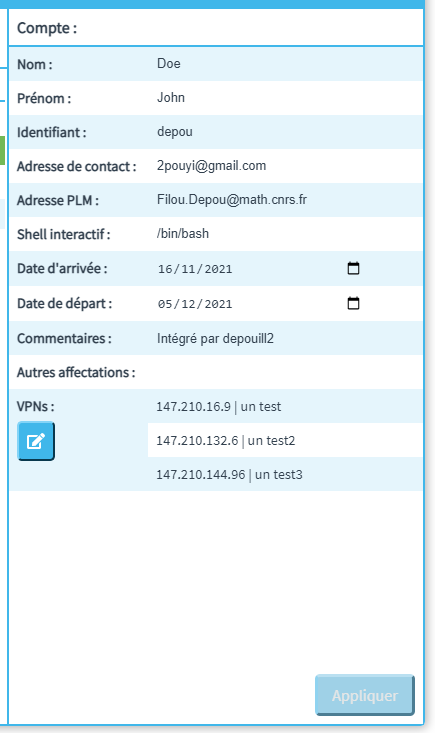 Compte :
Nom : Doe
Prénom : John
Identifiant : depou
Adresse de contact : 2pouyi@gmail.com
Adresse PLM : Filou.Depou@math.cnrs.fr
Shell interactif : /bin/bash
Date d'arrivée : 16/11/2021
Date de départ : 05/12/2021
Commentaires : Intégré par depouill2
Autres affectations :
VPNs : 147.210.16.9 | un test
147.210.132.6 | un test2
147.210.144.96 | un test3
Appliquer